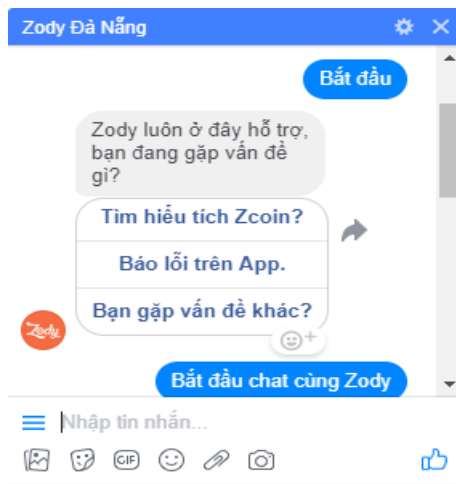 Zody Đà Nẵng
Bắt đầu
Zody luôn ở đây hỗ trợ,
bạn đang gặp vấn đề
gì?
Tìm hiểu tích Zcoin?
Báo lỗi trên App.
Bạn gặp vấn đề khác?
Zody
Bắt đầu chat cùng Zody
Nhập tin nhắn...
GIF